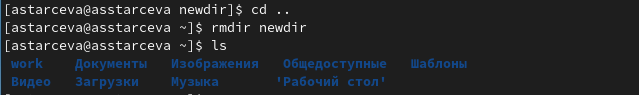 [astarceva@asstarceva newdir]$ cd ..
[astarceva@asstarceva ~]$ rmdir newdir
[astarceva@asstarceva ~]$ ls
work Документы Изображения Общедоступные Шаблоны
Видео Загрузки Музыка 'Рабочий стол'